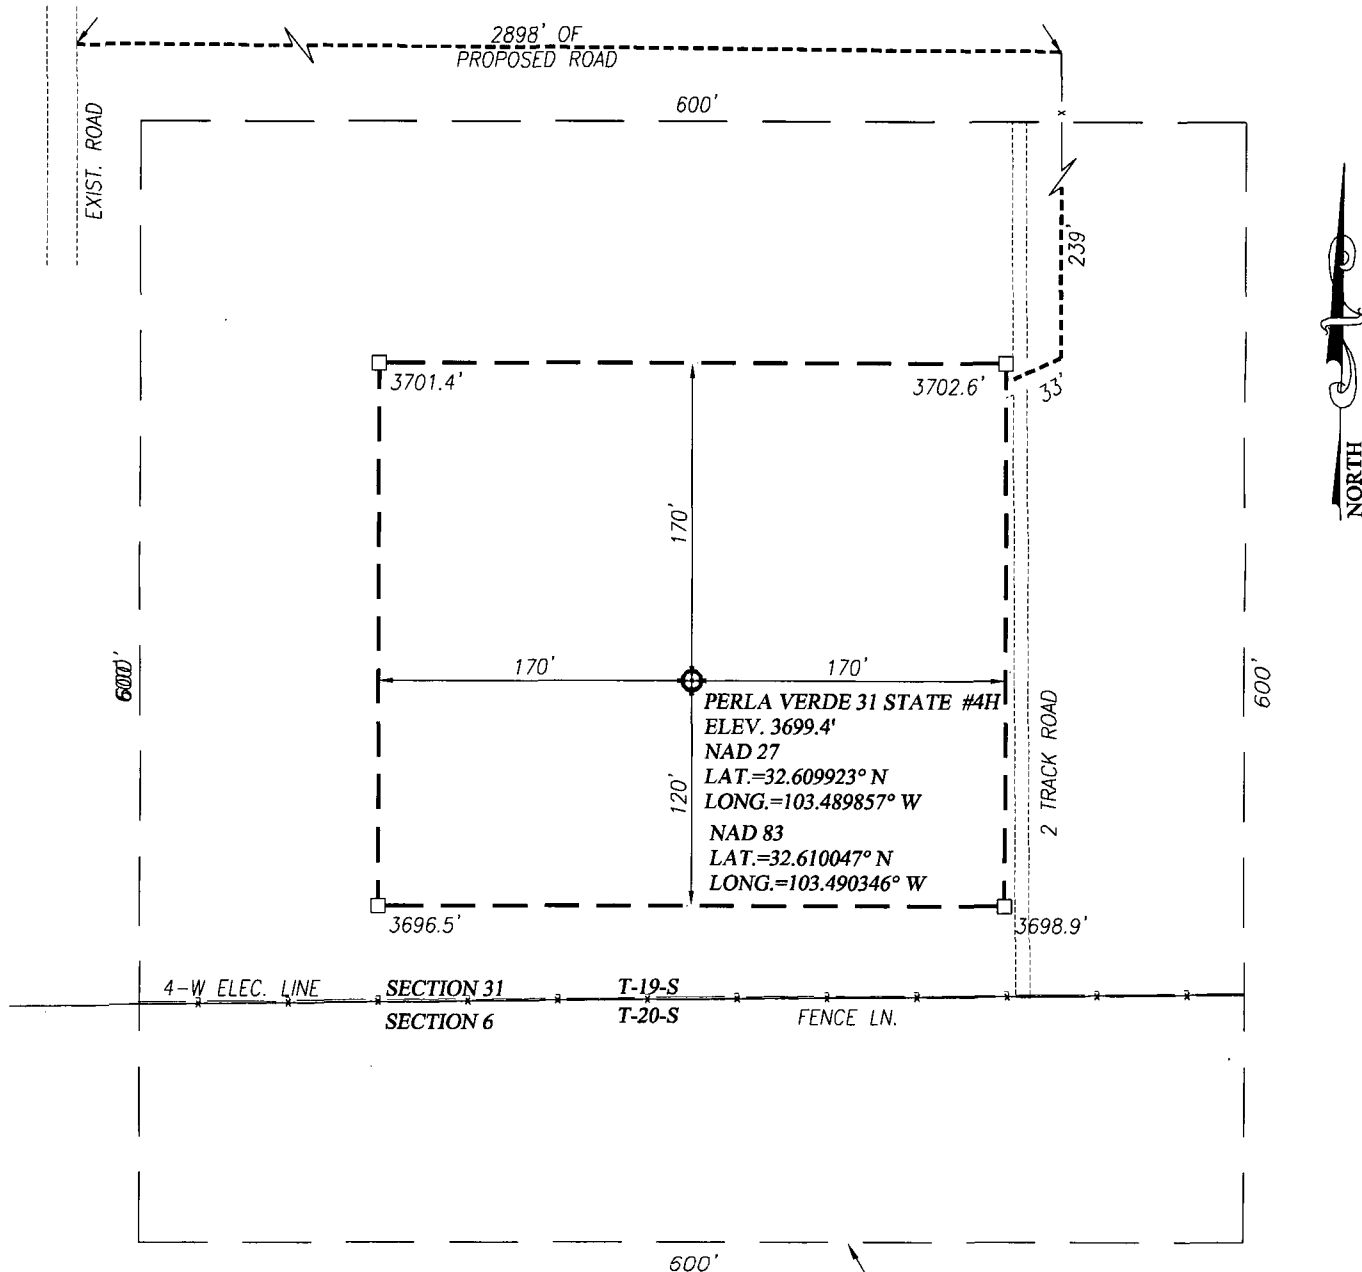 2898' OF
PROPOSED ROAD
600'
EXIST. ROAD
239'
3701.4'
3702.6'
33'
NORTH
170'
170'
170'
600'
600'
PERLA VERDE 31 STATE #4H
ELEV. 3699.4'
NAD 27
LAT.=32.609923° N
LONG.=103.489857° W
120'
NAD 83
LAT.=32.610047° N
LONG.=103.490346° W
2 TRACK ROAD
3696.5'
3698.9'
4-W ELEC. LINE
SECTION 31
T-19-S
SECTION 6
T-20-S
FENCE LN.
600'